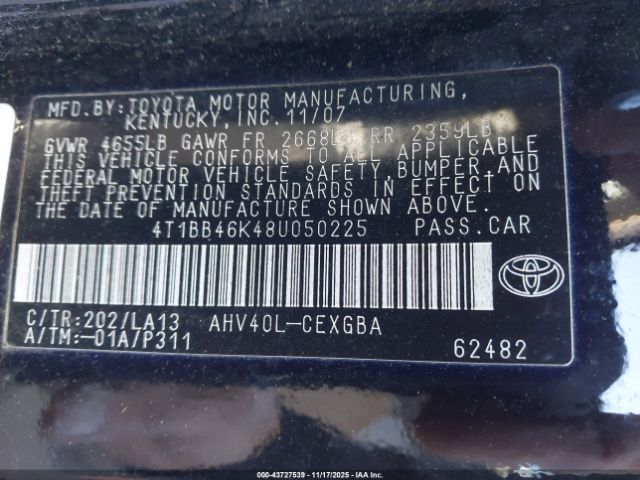 MFD.BY:TOYOTA MOTOR MANUFACTURING,
KENTUCKY, INC. 11/07
GVWR 4655LB GAWR FR 2668LB RR 2359LB
THIS VEHICLE CONFORMS TO ALL APPLICABLE
FEDERAL MOTOR VEHICLE SAFETY,BUMPER,AND
THEFT PREVENTION STANDARDS IN EFFECT ON
THE DATE OF MANUFACTURE SHOWN ABOVE.
4T1BB46K48U050225 PASS.CAR
C/TR:202/LA13 AHV40L-CEXGBA
A/TM:-01A/P311
62482
TOYOTA
000-43727539 - 11/17/2025 - IAAI.CA